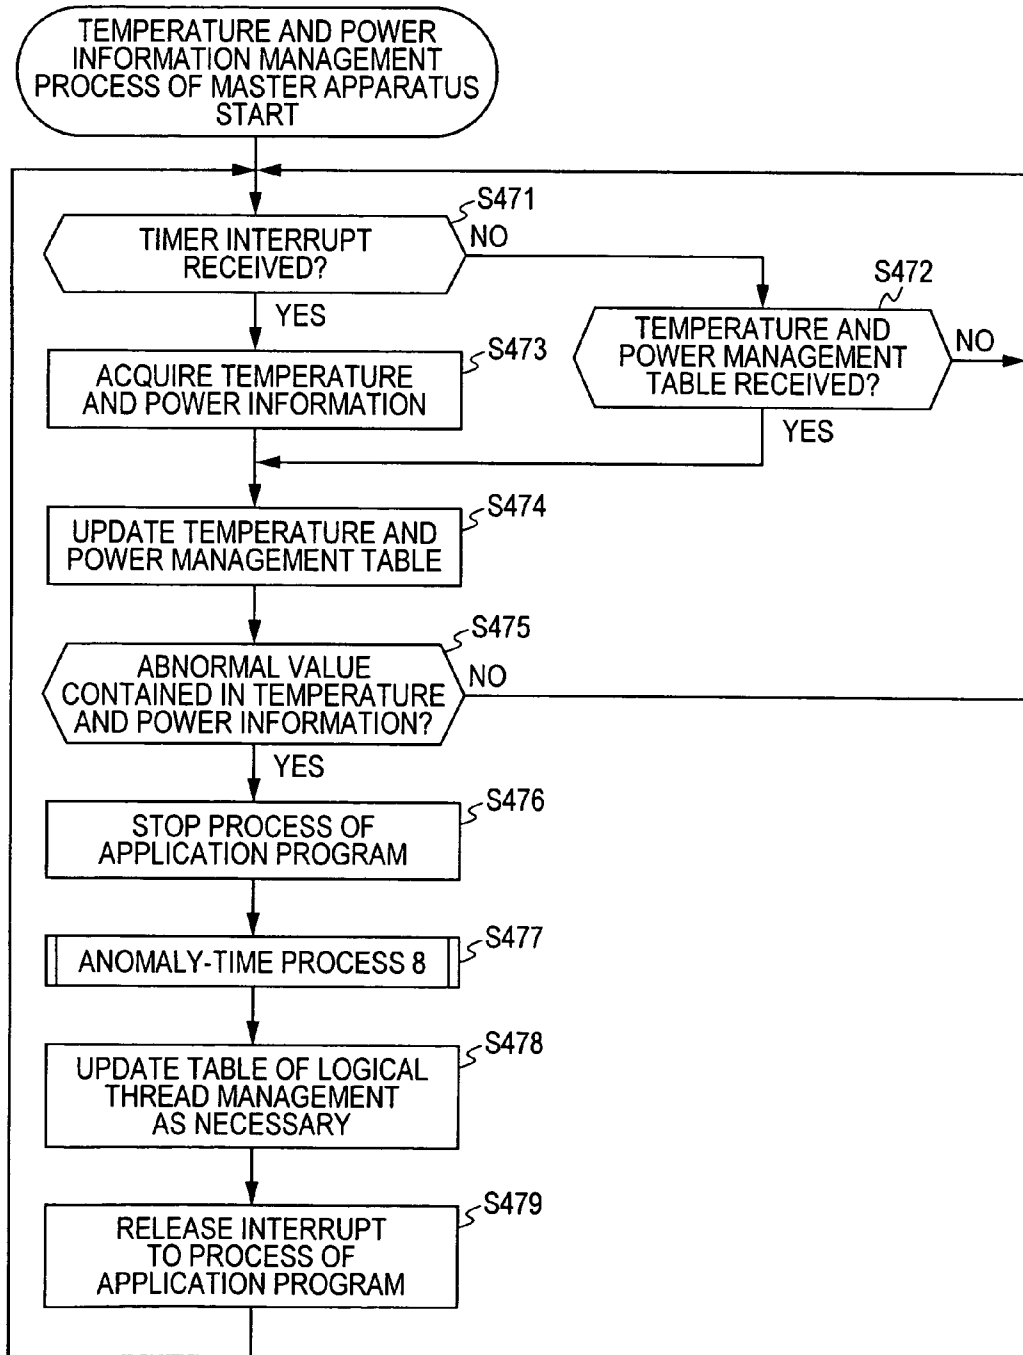 TEMPERATURE AND POWER
INFORMATION MANAGEMENT
PROCESS OF MASTER APPARATUS
START
S471
TIMER INTERRUPT
RECEIVED?
NO
YES
S472
TEMPERATURE AND
POWER MANAGEMENT
TABLE RECEIVED?
NO
YES
S473
ACQUIRE TEMPERATURE
AND POWER INFORMATION
S474
UPDATE TEMPERATURE AND
POWER MANAGEMENT TABLE
S475
ABNORMAL VALUE
CONTAINED IN TEMPERATURE
AND POWER INFORMATION?
NO
YES
S476
STOP PROCESS OF
APPLICATION PROGRAM
S477
ANOMALY-TIME PROCESS 8
S478
UPDATE TABLE OF LOGICAL
THREAD MANAGEMENT
AS NECESSARY
S479
RELEASE INTERRUPT
TO PROCESS OF
APPLICATION PROGRAM